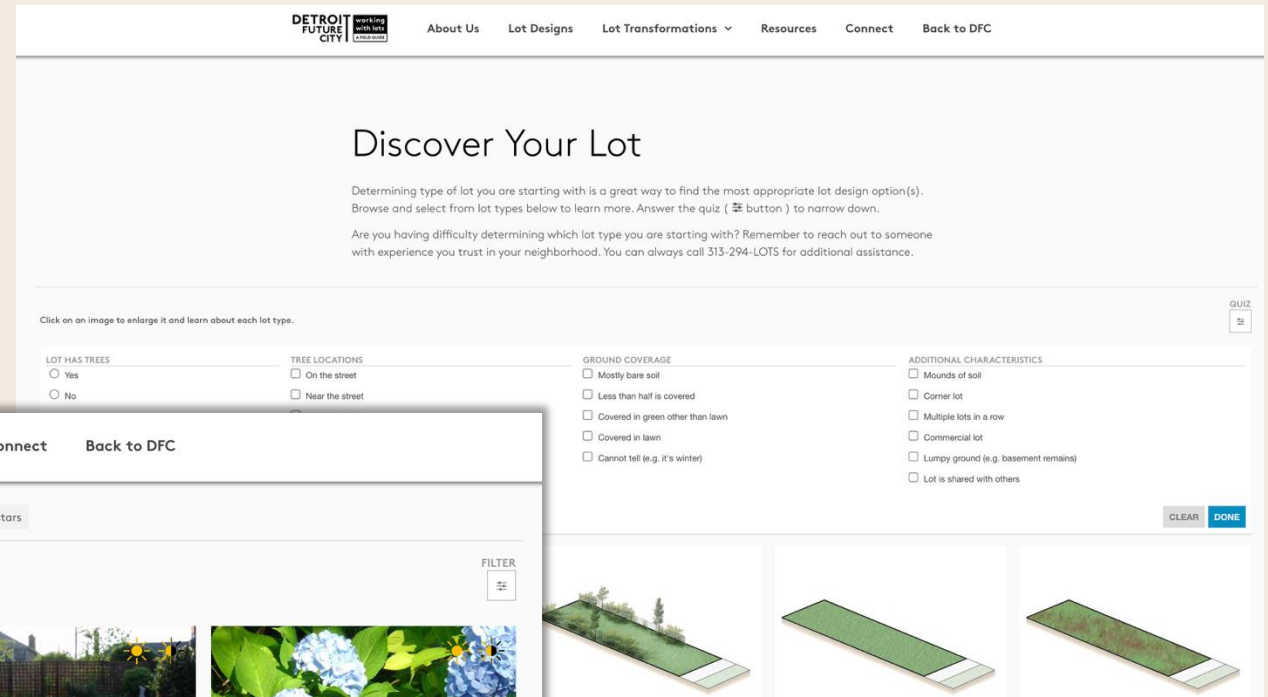 DETROIT
FUTURE
CITY
working
with lots
A FIELD GUIDE
About Us
Lot Designs
Lot Transformations
Resources
Connect
Back to DFC
Discover Your Lot
Determining type of lot you are starting with is a great way to find the most appropriate lot design option(s).
Browse and select from lot types below to learn more. Answer the quiz ( button ) to narrow down.
Are you having difficulty determining which lot type you are starting with? Remember to reach out to someone
with experience you trust in your neighborhood. You can always call 313-294-LOTS for additional assistance.
QUIZ
Click on an image to enlarge it and learn about each lot type.
LOT HAS TREES
Yes
No
TREE LOCATIONS
On the street
Near the street
GROUND COVERAGE
Mostly bare soil
Less than half is covered
Covered in green other than lawn
Covered in lawn
Cannot tell (e.g. it's winter)
ADDITIONAL CHARACTERISTICS
Mounds of soil
Corner lot
Multiple lots in a row
Commercial lot
Lumpy ground (e.g. basement remains)
Lot is shared with others
CLEAR
DONE
onnect
Back to DFC
stars
FILTER